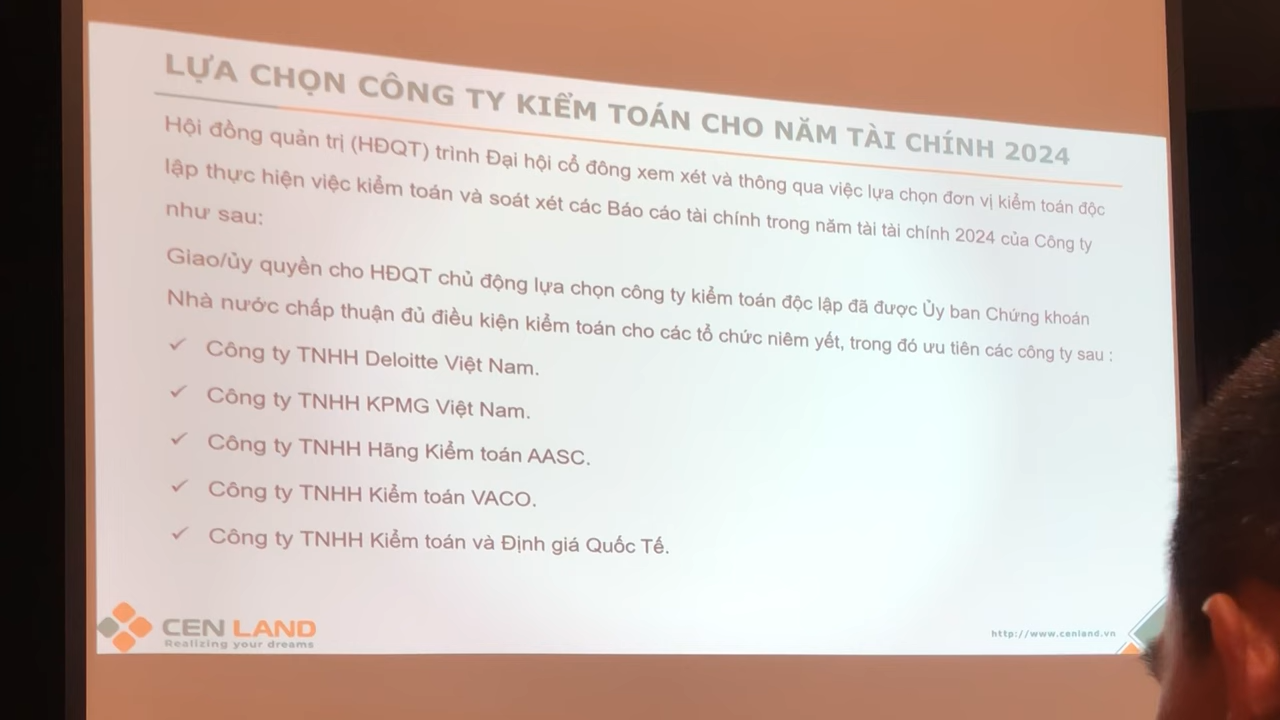 LỰA CHỌN CÔNG TY KIỂM TOÁN CHO NĂM TÀI CHÍNH 2024
Hội đồng quản trị (HĐQT) trình Đại hội cổ đông xem xét và thông qua việc lựa chọn đơn vị kiểm toán độc
lập thực hiện việc kiểm toán và soát xét các Báo cáo tài chính trong năm tài tài chính 2024 của Công ty
như sau:
Giao/ủy quyền cho HĐQT chủ động lựa chọn công ty kiểm toán độc lập đã được Ủy ban Chứng khoán
Nhà nước chấp thuận đủ điều kiện kiểm toán cho các tổ chức niêm yết, trong đó ưu tiên các công ty sau :
✓ Công ty TNHH Deloitte Việt Nam.
✓ Công ty TNHH KPMG Việt Nam.
✓ Công ty TNHH Hãng Kiểm toán AASC.
✓ Công ty TNHH Kiểm toán VACO.
✓ Công ty TNHH Kiểm toán và Định giá Quốc Tế.
CEN LAND
Realizing your dreams
http://www.cenland.vn